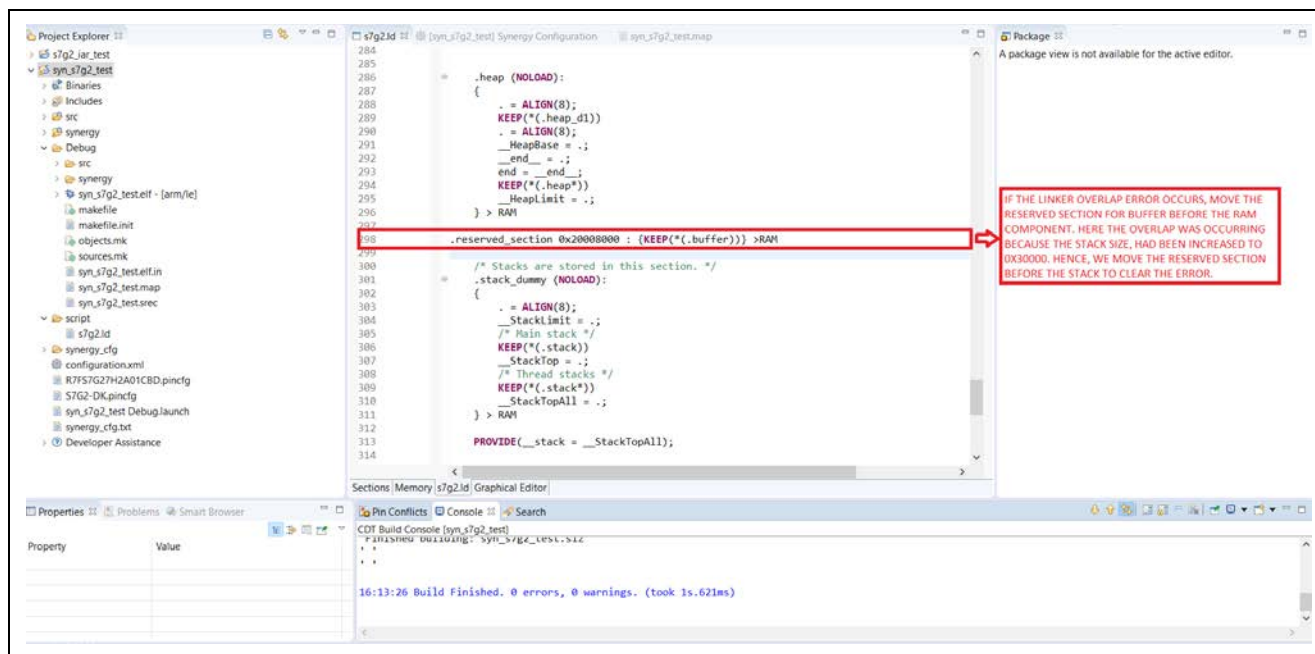 Project Explorer
s7g2_iar_test
syn_s7g2_test
Binaries
Includes
src
synergy
Debug
src
synergy
syn_s7g2_test.elf - [arm/le]
makefile
makefile.init
objects.mk
sources.mk
syn_s7g2_test.elf.in
syn_s7g2_test.map
syn_s7g2_test.srec
script
s7g2.ld
synergy_cfg
configuration.xml
R7FS7G27H2A01CBD.pincfg
S7G2-DK.pincfg
syn_s7g2_test Debug.launch
synergy_cfg.txt
Developer Assistance
s7g2.ld [syn_s7g2_test] Synergy Configuration syn_s7g2_test.map
284
285
286 .heap (NOLOAD):
287 {
288 . = ALIGN(8);
289 KEEP(*(.heap_d1))
290 . = ALIGN(8);
291 __HeapBase = .;
292 __end__ = .;
293 end = __end__;
294 KEEP(*(.heap*))
295 __HeapLimit = .;
296 } > RAM
297
298 .reserved_section 0x20008000 : {KEEP(*(.buffer))} >RAM
299
300 /* Stacks are stored in this section. */
301 .stack_dummy (NOLOAD):
302 {
303 . = ALIGN(8);
304 __StackLimit = .;
305 /* Main stack */
306 KEEP(*(.stack))
307 __StackTop = .;
308 /* Thread stacks */
309 KEEP(*(.stack*))
310 __StackTopAll = .;
311 } > RAM
312
313 PROVIDE(__stack = __StackTopAll);
314
Sections Memory s7g2.ld Graphical Editor
Package
A package view is not available for the active editor.
IF THE LINKER OVERLAP ERROR OCCURS, MOVE THE
RESERVED SECTION FOR BUFFER BEFORE THE RAM
COMPONENT. HERE THE OVERLAP WAS OCCURRING
BECAUSE THE STACK SIZE, HAD BEEN INCREASED TO
0X30000. HENCE, WE MOVE THE RESERVED SECTION
BEFORE THE STACK TO CLEAR THE ERROR.
Properties Problems Smart Browser
Property Value
Pin Conflicts Console Search
CDT Build Console [syn_s7g2_test]
Finished building: syn_s7g2_test.siz
' '
' '
16:13:26 Build Finished. 0 errors, 0 warnings. (took 1s.621ms)